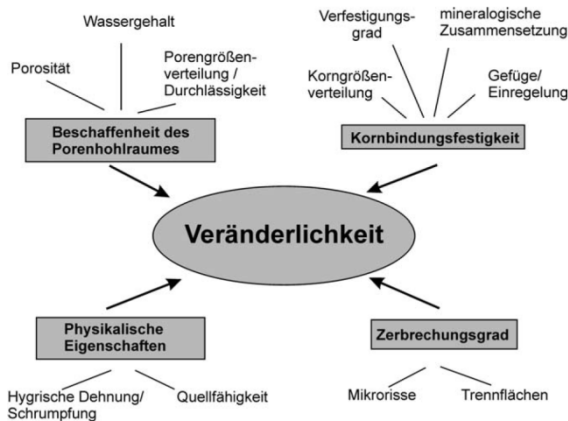 Wassergehalt
Porosität
Porengrößen-
verteilung /
Durchlässigkeit
Beschaffenheit des
Porenhohlraumes
Verfestigungs-
grad
mineralogische
Zusammensetzung
Korngrößen-
verteilung
Gefüge/
Einregelung
Kornbindungsfestigkeit
Veränderlichkeit
Physikalische
Eigenschaften
Hygrische Dehnung/
Schrumpfung
Quellfähigkeit
Zerbrechungsgrad
Mikrorisse
Trennflächen